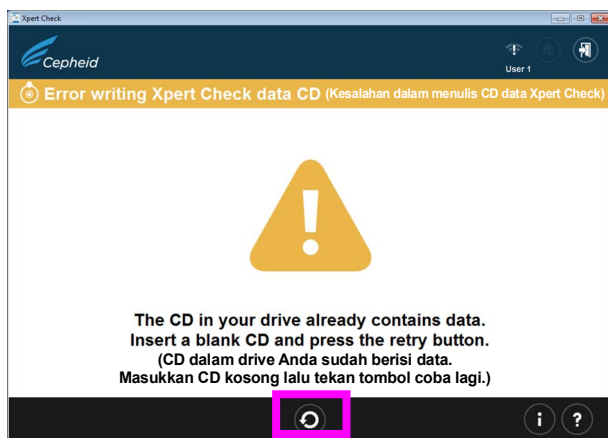 Xpert Check
Cepheid
User 1
Error writing Xpert Check data CD (Kesalahan dalam menulis CD data Xpert Check)
The CD in your drive already contains data.
Insert a blank CD and press the retry button.
(CD dalam drive Anda sudah berisi data.
Masukkan CD kosong lalu tekan tombol coba lagi.)
i ?